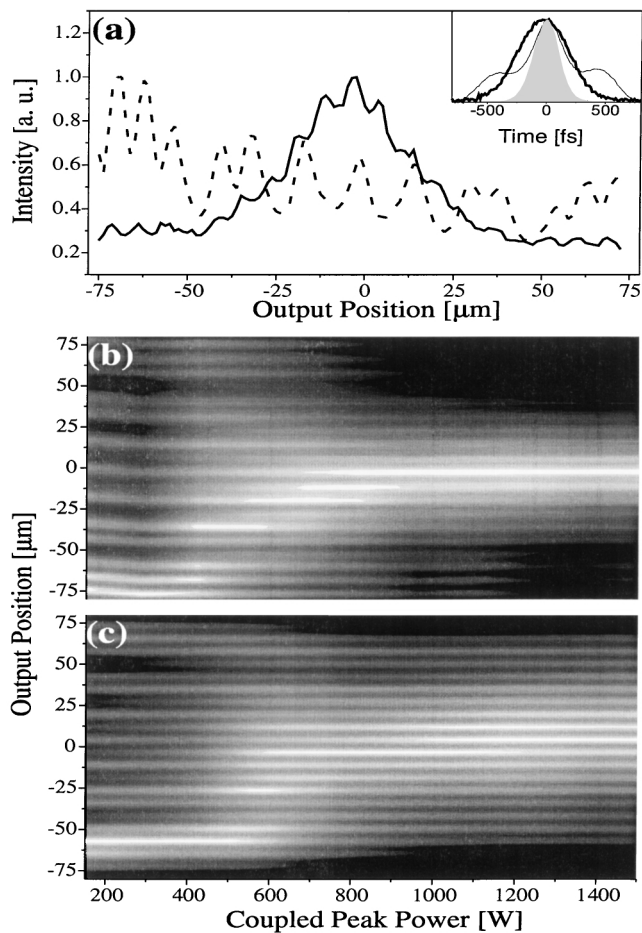 (a)
1.2
1.0
0.8
0.6
0.4
0.2
Intensity [a. u.]
-500 0 500
Time [fs]
-75 -50 -25 0 25 50 75
Output Position [μm]
(b)
75
50
25
0
-25
-50
-75
(c)
75
50
25
0
-25
-50
-75
Output Position [μm]
200 400 600 800 1000 1200 1400
Coupled Peak Power [W]